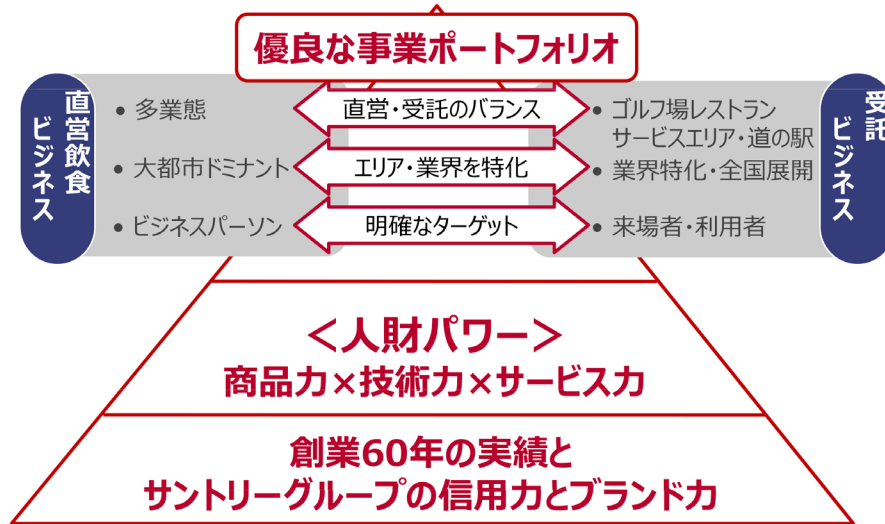 優良な事業ポートフォリオ
直営飲食
ビジネス
• 多業態
• 大都市ドミナント
• ビジネスパーソン
直営・受託のバランス
エリア・業界を特化
明確なターゲット
• ゴルフ場レストラン
サービスエリア・道の駅
• 業界特化・全国展開
• 来場者・利用者
受託
ビジネス
＜人財パワー＞
商品力×技術力×サービス力
創業60年の実績と
サントリーグループの信用力とブランド力